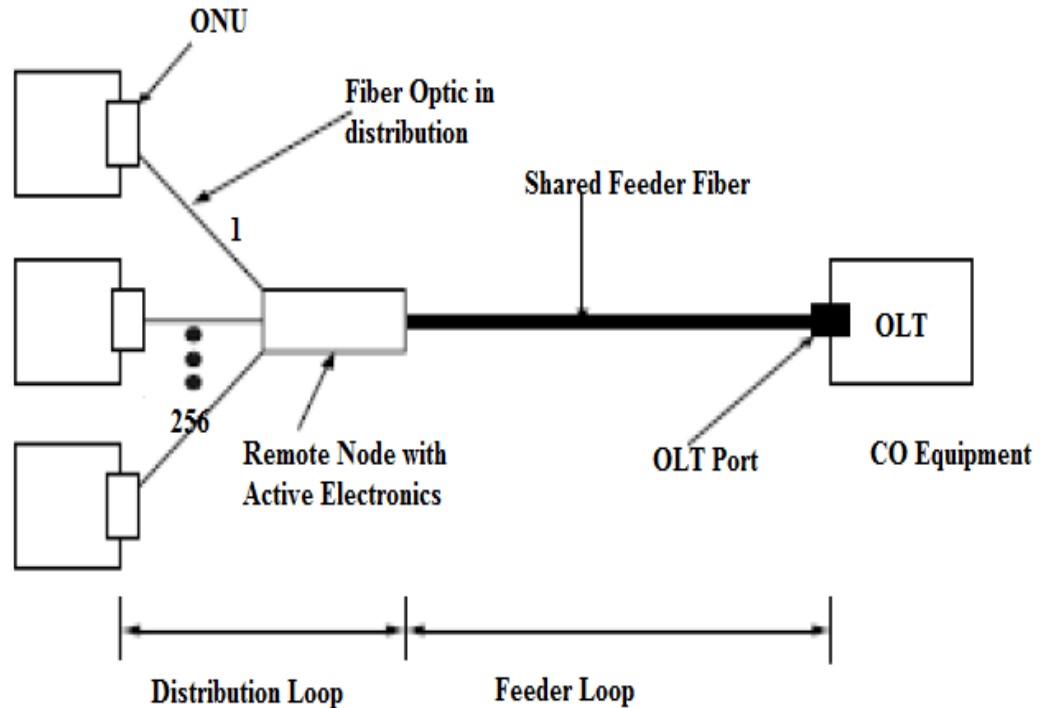 ONU
Fiber Optic in
distribution
Shared Feeder Fiber
1
OLT
256
Remote Node with
Active Electronics
OLT Port
CO Equipment
Distribution Loop
Feeder Loop